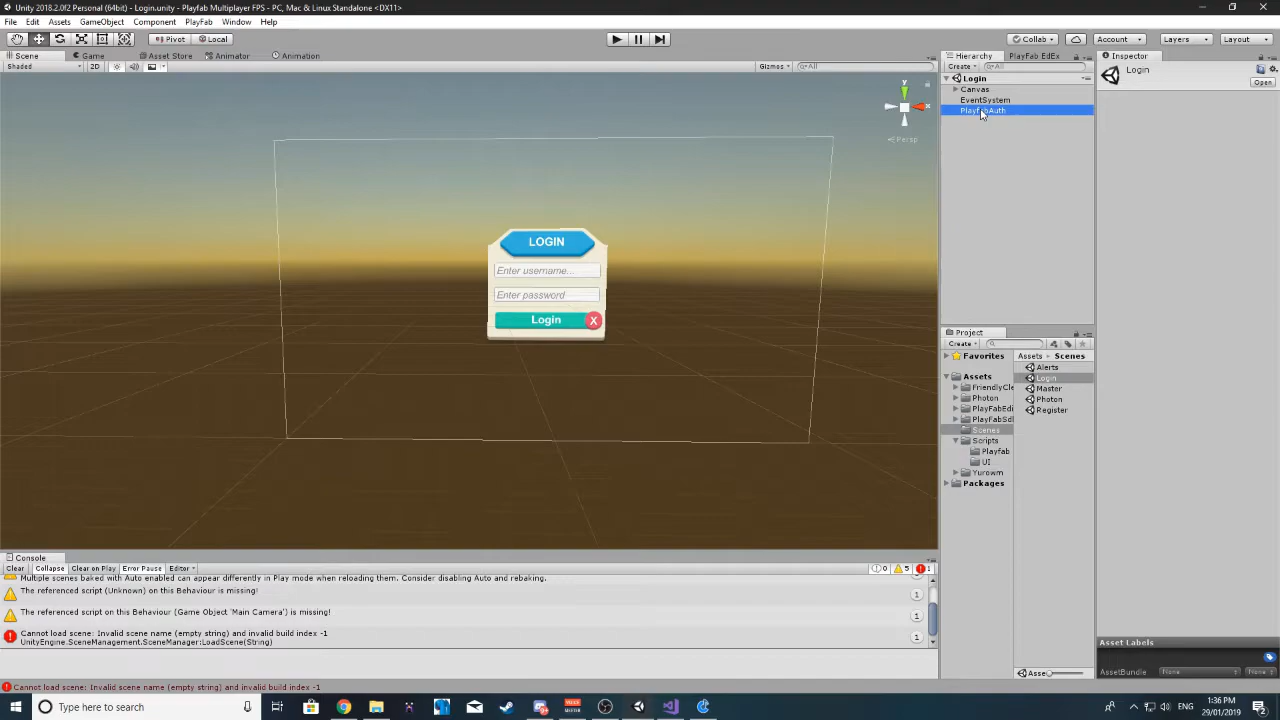 Unity 2018.2.0f2 Personal (64bit) - Login.unity - Playfab Multiplayer FPS - PC, Mac & Linux Standalone <DX11>
File Edit Assets GameObject Component PlayFab Window Help
Pivot Local Collab Account Layers Layout
Scene Game Asset Store Animator Animation
Shaded 2D Gizmos All
y
x
Persp
LOGIN
Enter username...
Enter password
Login X
Hierarchy PlayFab EdEx
Create All
Login
Canvas
EventSystem
PlayfabAuth
Project
Create
Favorites
Assets
FriendlyCle
Photon
PlayFabEdi
PlayFabSd
Scenes
Scripts
Playfab
UI
Yurowm
Packages
Assets Scenes
Alerts
Login
Master
Photon
Register
Asse
Inspector
Login
Open
Asset Labels
AssetBundle None None
Console
Clear Collapse Clear on Play Error Pause Editor 0 5 1
Multiple scenes baked with Auto enabled can appear differently in Play mode when reloading them. Consider disabling Auto and rebaking.
The referenced script (Unknown) on this Behaviour is missing! 1
The referenced script on this Behaviour (Game Object 'Main Camera') is missing! 1
Cannot load scene: Invalid scene name (empty string) and invalid build index -1 1
UnityEngine.SceneManagement.SceneManager:LoadScene(String)
Cannot load scene: Invalid scene name (empty string) and invalid build index -1
Type here to search
ENG
1:36 PM
29/01/2019